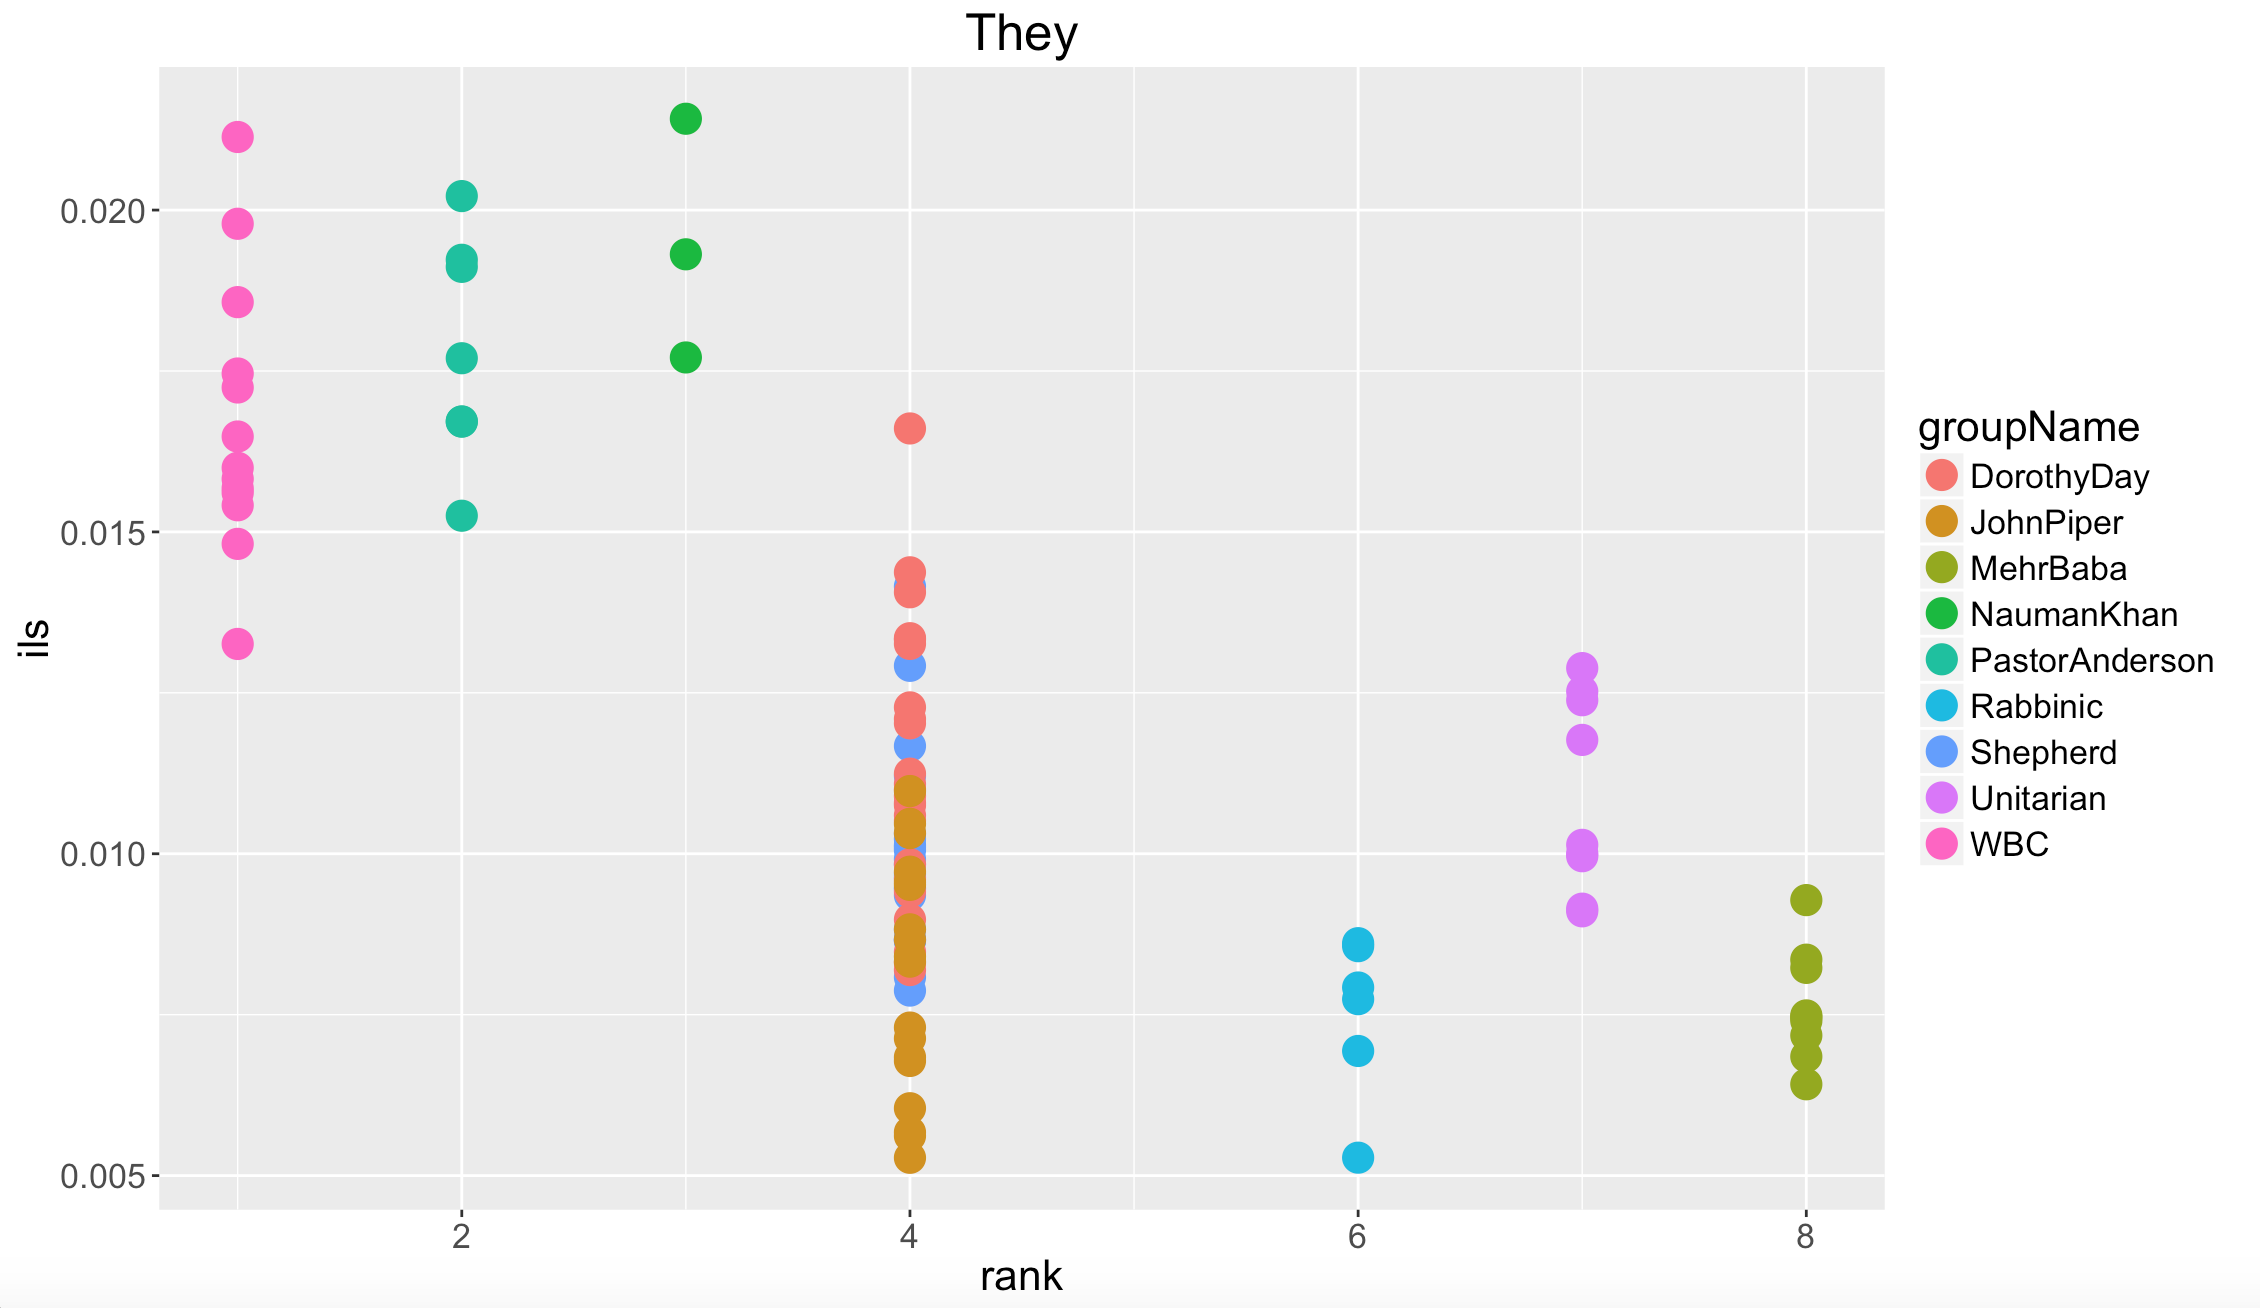 They
0.020
0.015
0.010
0.005
ils
2 4 6 8
rank
groupName
DorothyDay
JohnPiper
MehrBaba
NaumanKhan
PastorAnderson
Rabbinic
Shepherd
Unitarian
WBC